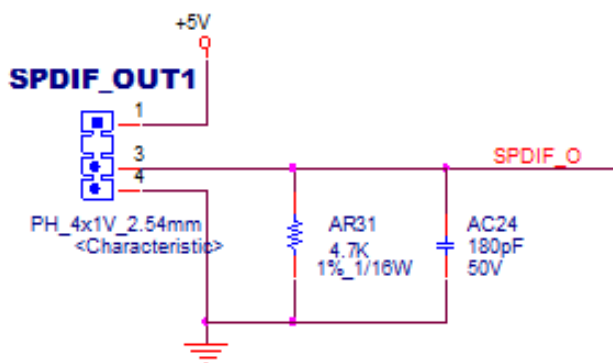 +5V
SPDIF_OUT1
1
3
4
SPDIF_O
PH_4x1V_2.54mm
<Characteristic>
AR31
4.7K
1%_1/16W
AC24
180pF
50V